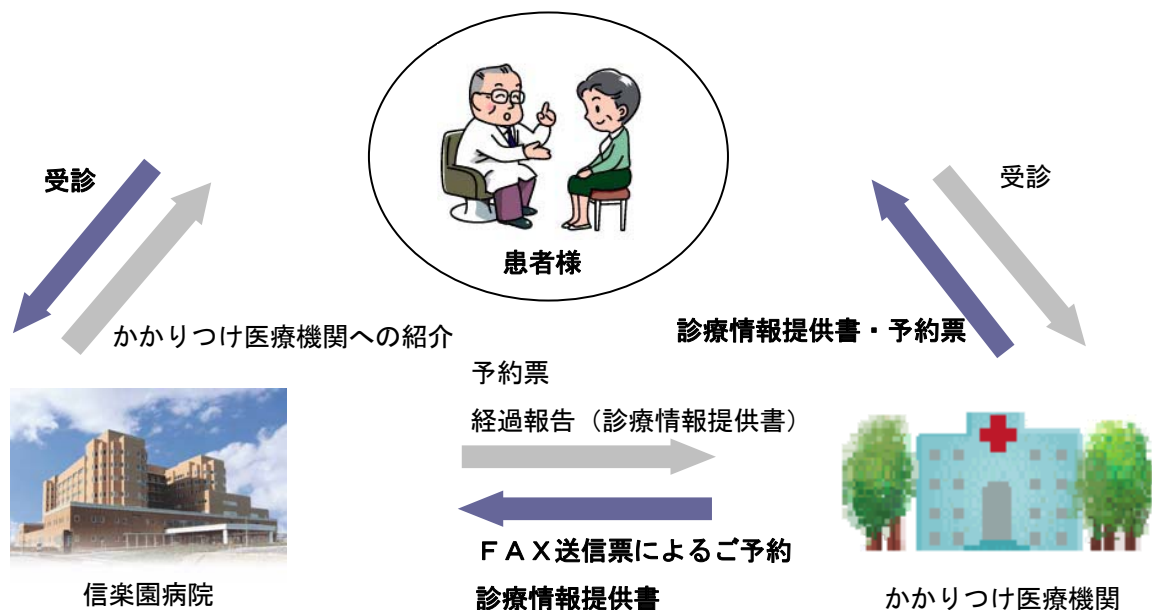 受診
受診
患者様
かかりつけ医療機関への紹介
診療情報提供書・予約票
予約票
経過報告（診療情報提供書）
ＦＡＸ送信票によるご予約
診療情報提供書
信楽園病院
かかりつけ医療機関